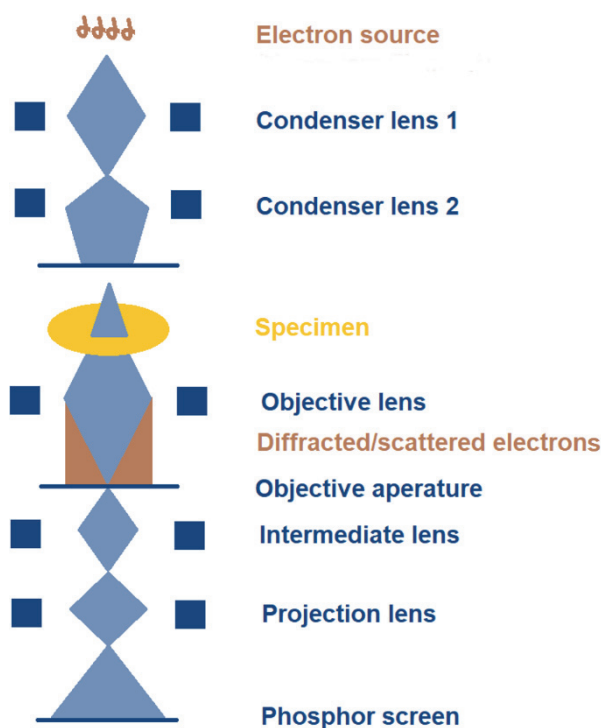 Electron source
Condenser lens 1
Condenser lens 2
Specimen
Objective lens
Diffracted/scattered electrons
Objective aperature
Intermediate lens
Projection lens
Phosphor screen